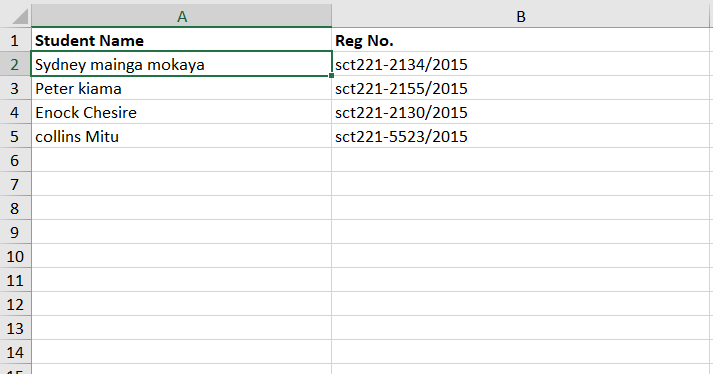 A B
1 Student Name Reg No.
2 Sydney mainga mokaya sct221-2134/2015
3 Peter kiama sct221-2155/2015
4 Enock Chesire sct221-2130/2015
5 collins Mitu sct221-5523/2015
6
7
8
9
10
11
12
13
14